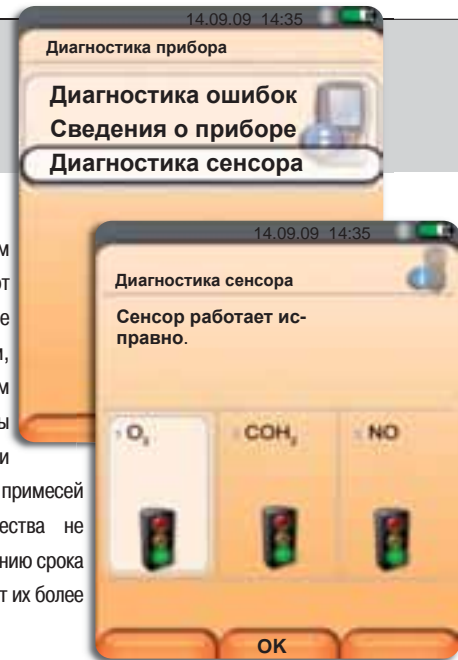 14.09.09 14:35
Диагностика прибора
Диагностика ошибок
Сведения о приборе
Диагностика сенсора
14.09.09 14:35
Диагностика сенсора
Сенсор работает ис-
правно.
O₂
COH₂
NO
OK
м
от
е
и,
м
ы
и
примесей
ества не
нию срока
т их более